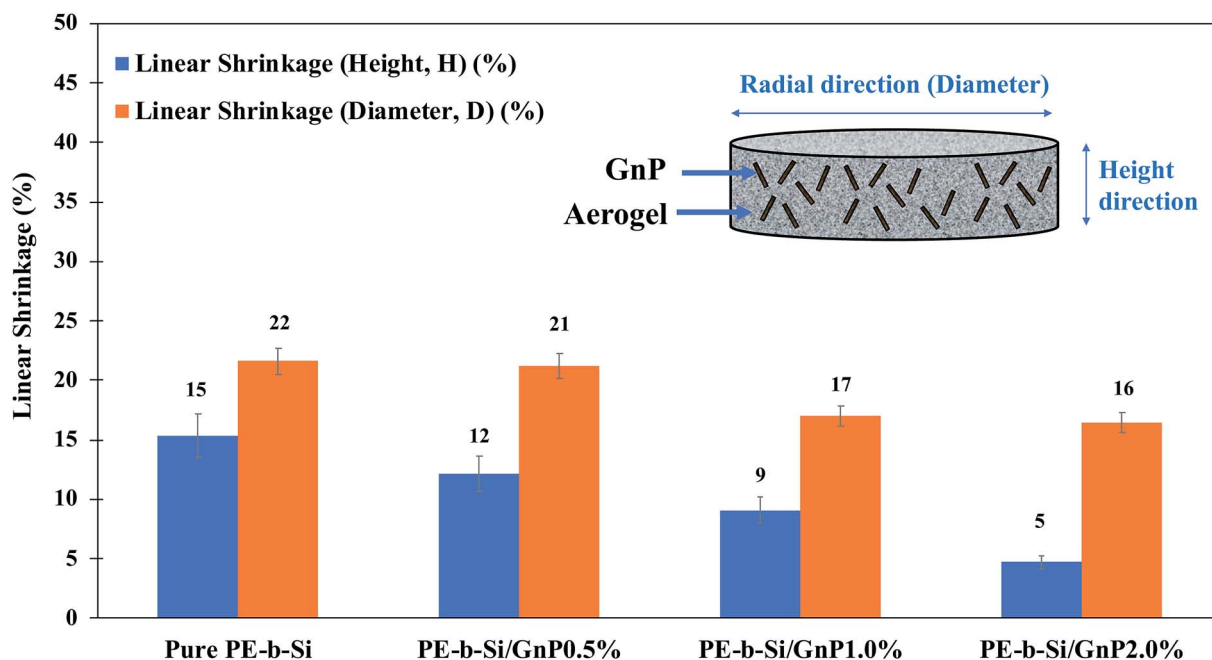 Linear Shrinkage (%)
50
45
40
35
30
25
20
15
10
5
0
Linear Shrinkage (Height, H) (%)
Linear Shrinkage (Diameter, D) (%)
Radial direction (Diameter)
GnP
Aerogel
Height
direction
15
22
12
21
9
17
5
16
Pure PE-b-Si
PE-b-Si/GnP0.5%
PE-b-Si/GnP1.0%
PE-b-Si/GnP2.0%